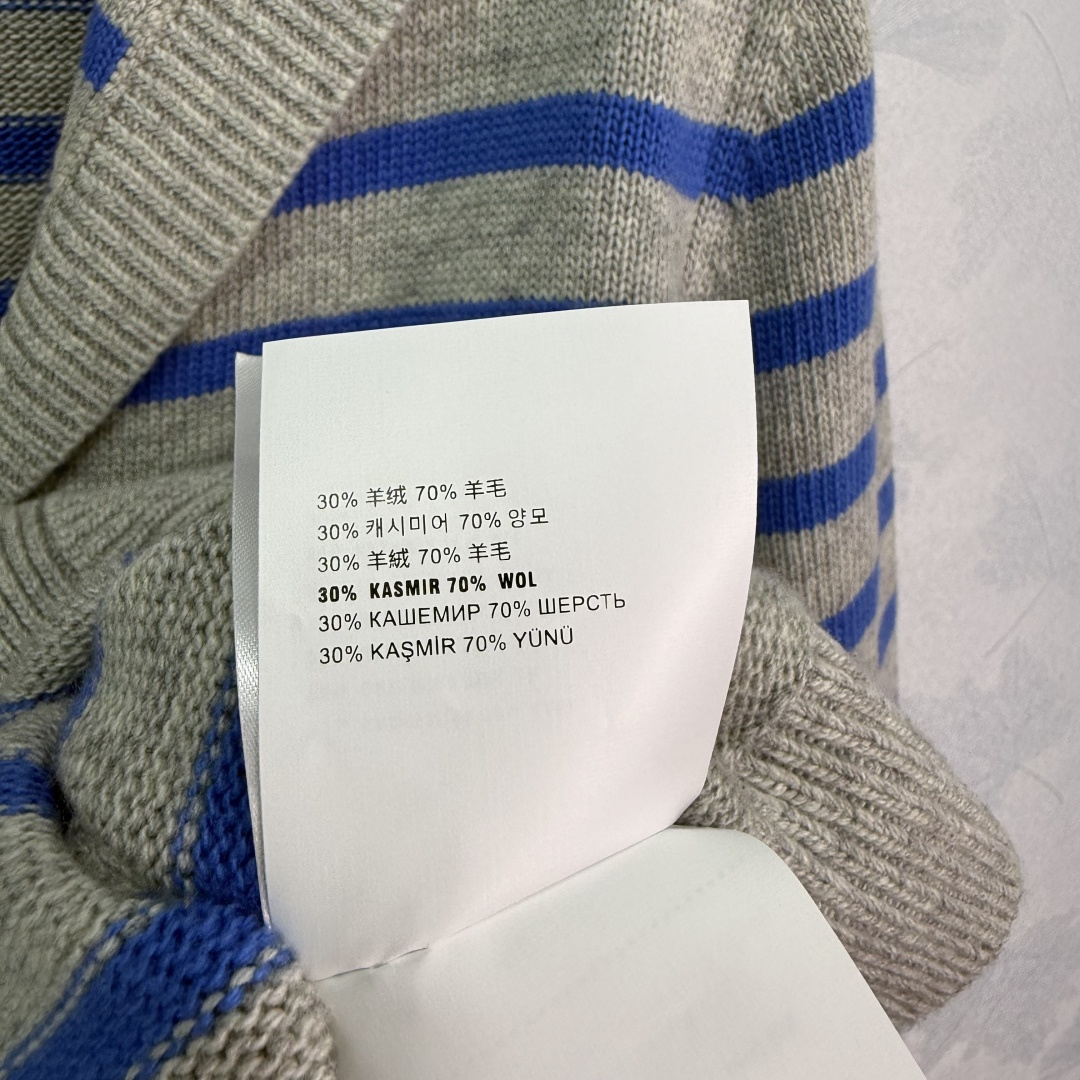 30% 羊绒 70% 羊毛
30% 캐시미어 70% 양모
30% 羊絨 70% 羊毛
30% KASMIR 70% WOL
30% КАШЕМИР 70% ШЕРСТЬ
30% KAŞMİR 70% YÜNÜ